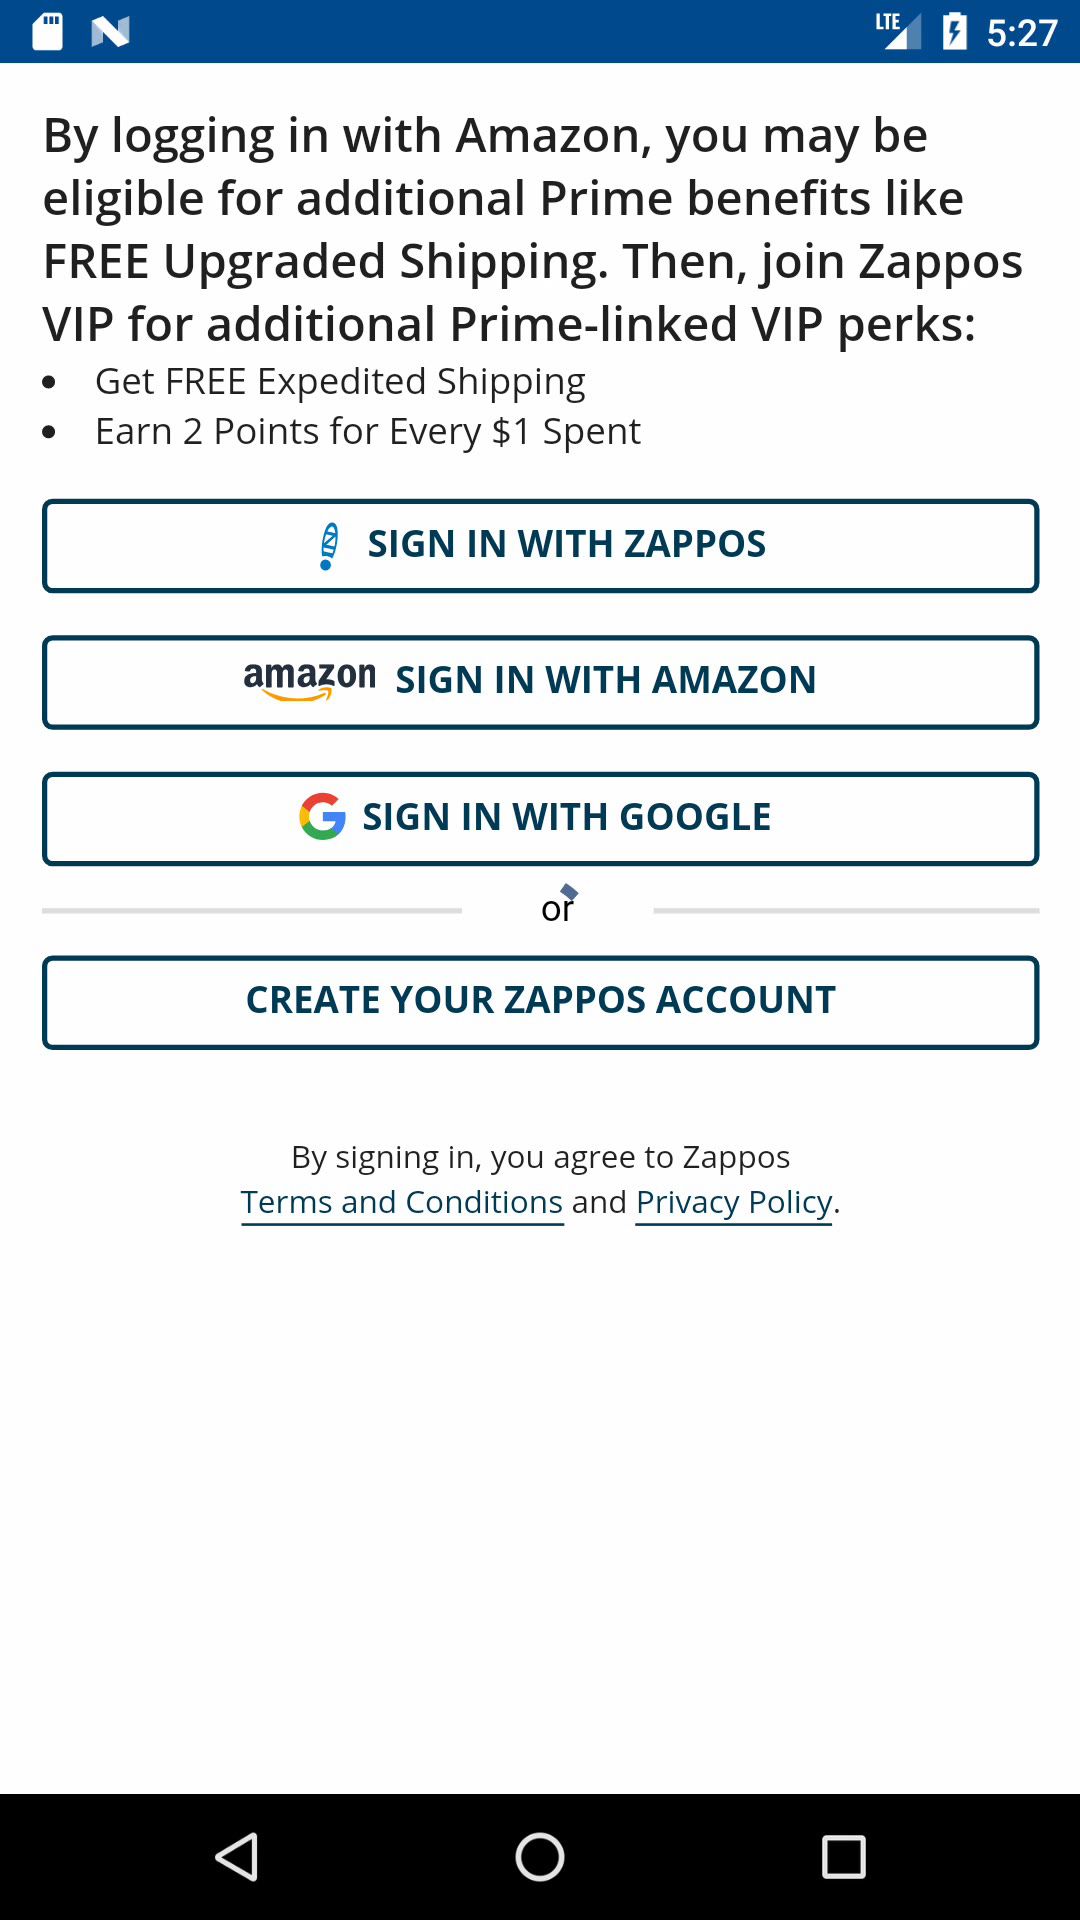 LTE 5:27
By logging in with Amazon, you may be
eligible for additional Prime benefits like
FREE Upgraded Shipping. Then, join Zappos
VIP for additional Prime-linked VIP perks:
• Get FREE Expedited Shipping
• Earn 2 Points for Every $1 Spent
SIGN IN WITH ZAPPOS
amazon SIGN IN WITH AMAZON
SIGN IN WITH GOOGLE
or
CREATE YOUR ZAPPOS ACCOUNT
By signing in, you agree to Zappos
Terms and Conditions and Privacy Policy.